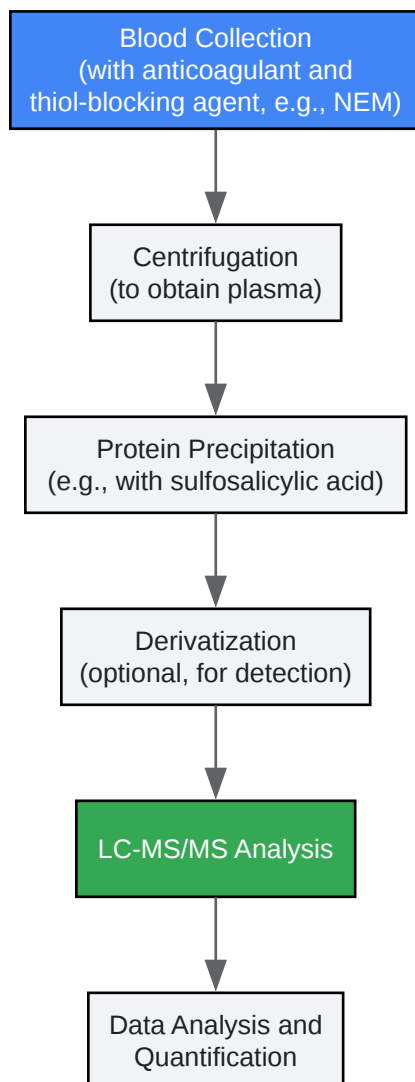 Blood Collection
(with anticoagulant and
thiol-blocking agent, e.g., NEM)
Centrifugation
(to obtain plasma)
Protein Precipitation
(e.g., with sulfosalicylic acid)
Derivatization
(optional, for detection)
LC-MS/MS Analysis
Data Analysis and
Quantification